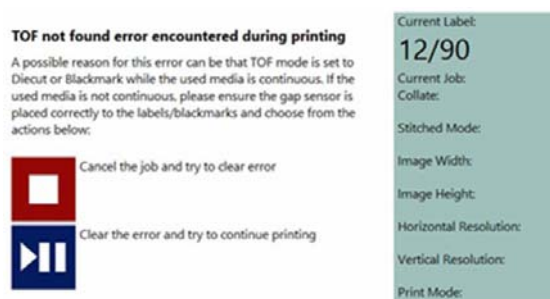 TOF not found error encountered during printing
A possible reason for this error can be that TOF mode is set to
Diecut or Blackmark while the used media is continuous. If the
used media is not continuous, please ensure the gap sensor is
placed correctly to the labels/blackmarks and choose from the
actions below:
Cancel the job and try to clear error
Clear the error and try to continue printing
Current Label:
12/90
Current Job:
Collate:
Stitched Mode:
Image Width:
Image Height:
Horizontal Resolution:
Vertical Resolution:
Print Mode: